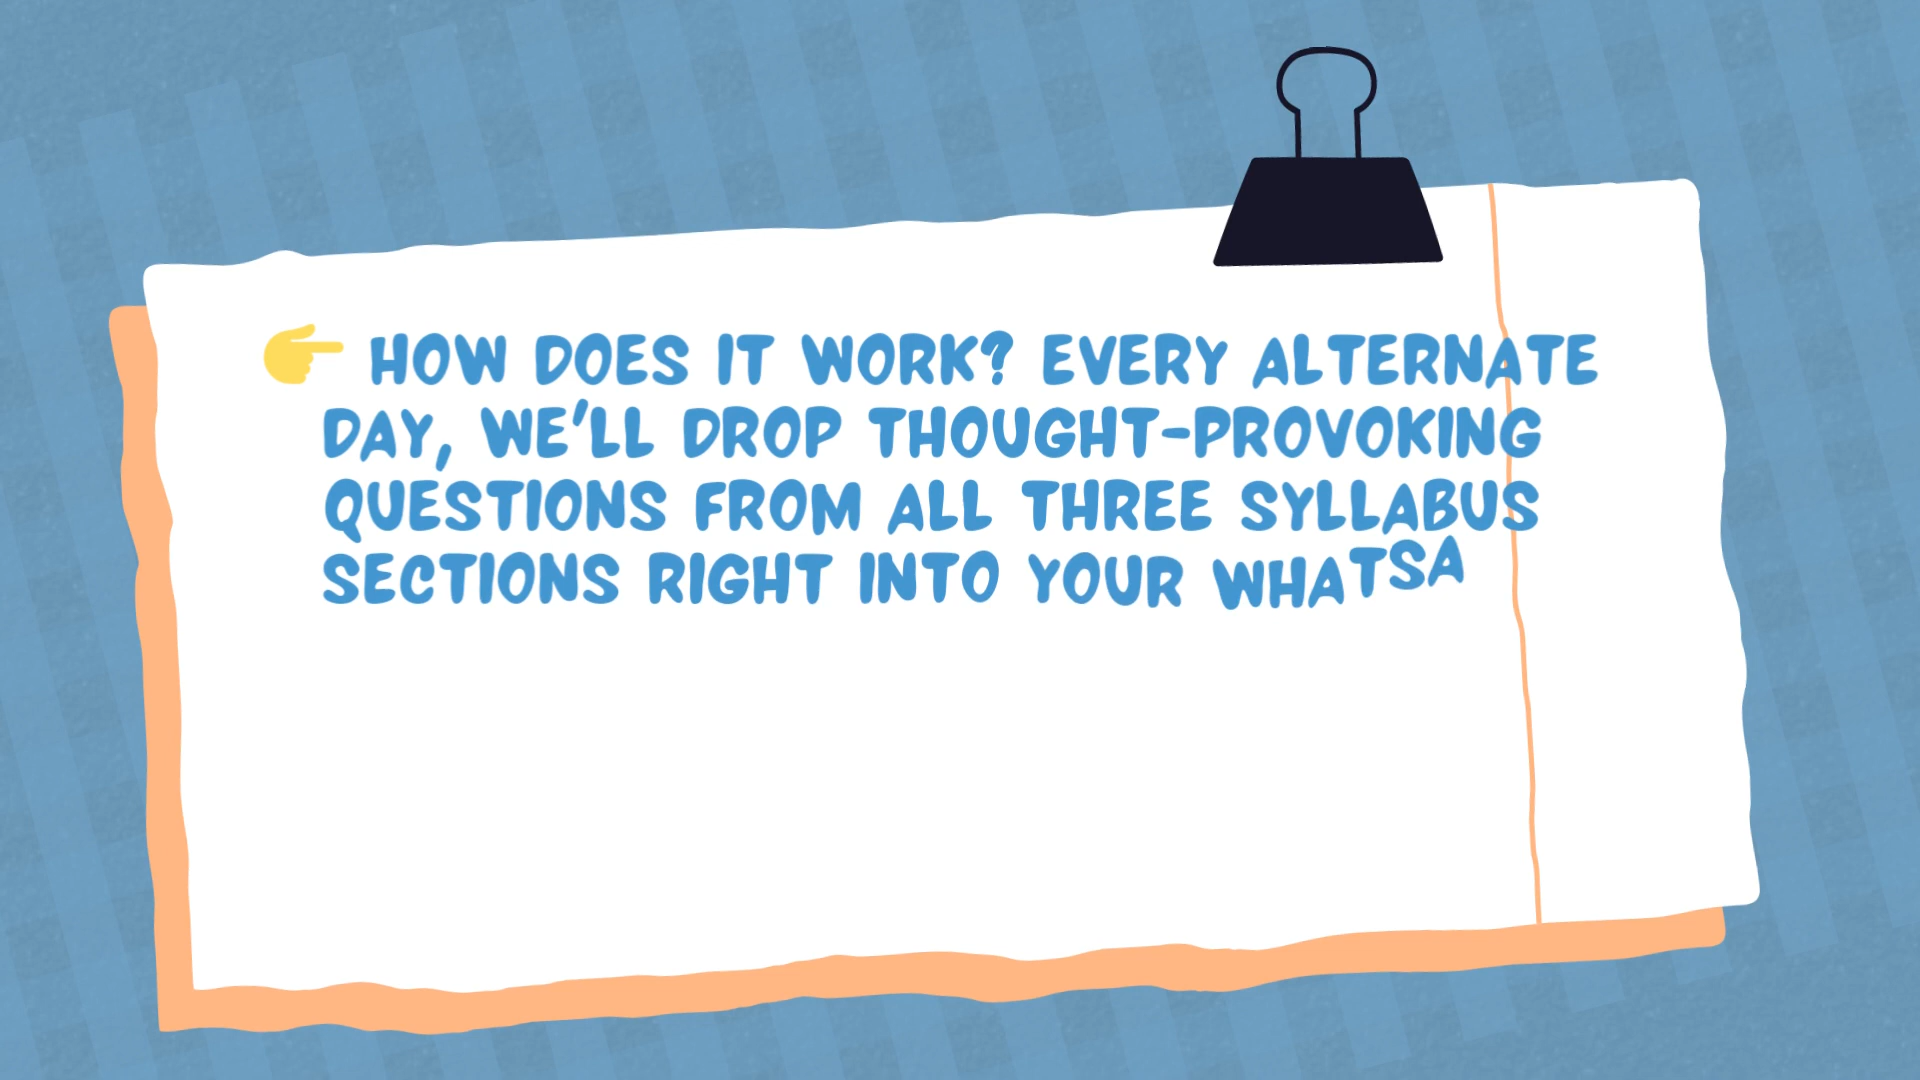 👉 HOW DOES IT WORK? EVERY ALTERNATE
DAY, WE'LL DROP THOUGHT-PROVOKING
QUESTIONS FROM ALL THREE SYLLABUS
SECTIONS RIGHT INTO YOUR WHATSA